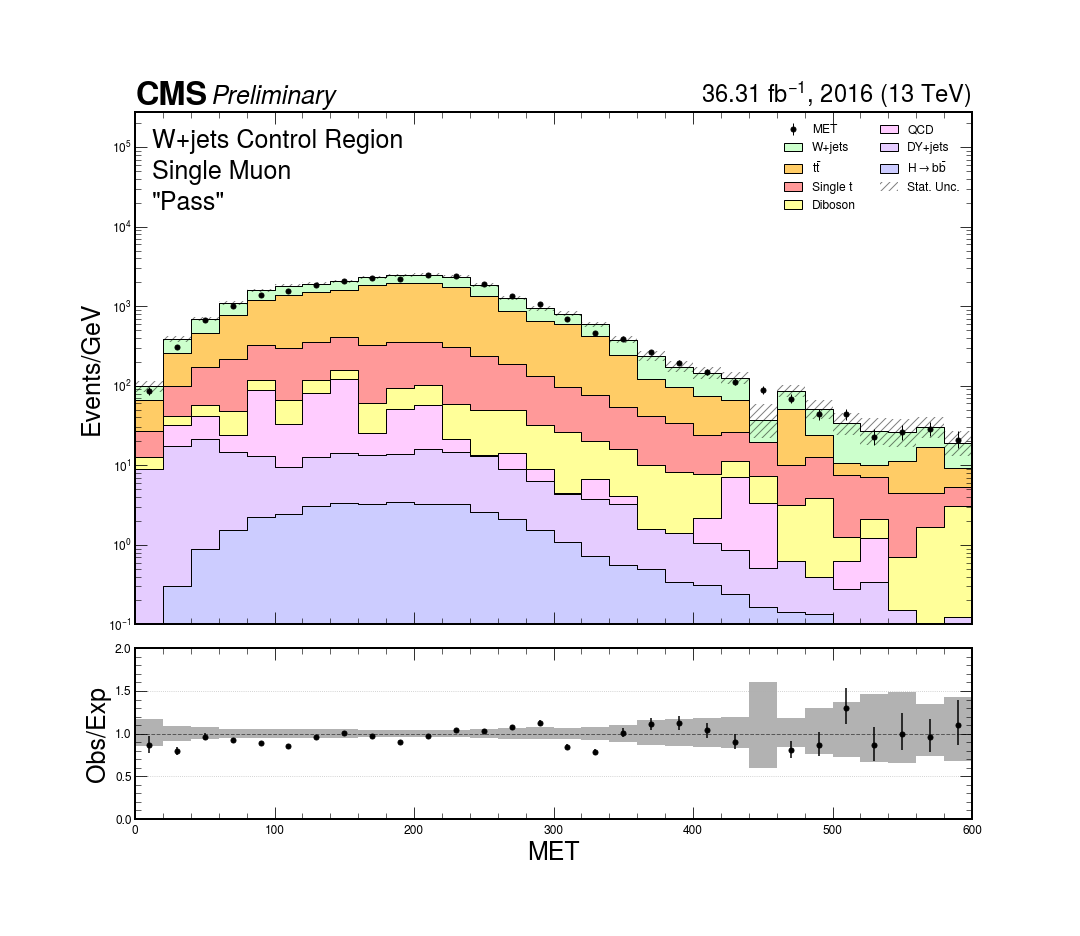 CMS Preliminary 36.31 fb⁻¹, 2016 (13 TeV)
W+jets Control Region
Single Muon
"Pass"
MET
W+jets
tt̄
Single t
Diboson
QCD
DY+jets
H→bb̄
Stat. Unc.
Events/GeV
10⁵
10⁴
10³
10²
10¹
10⁰
10⁻¹
Obs/Exp
2.0
1.5
1.0
0.5
0.0
0 100 200 300 400 500 600
MET